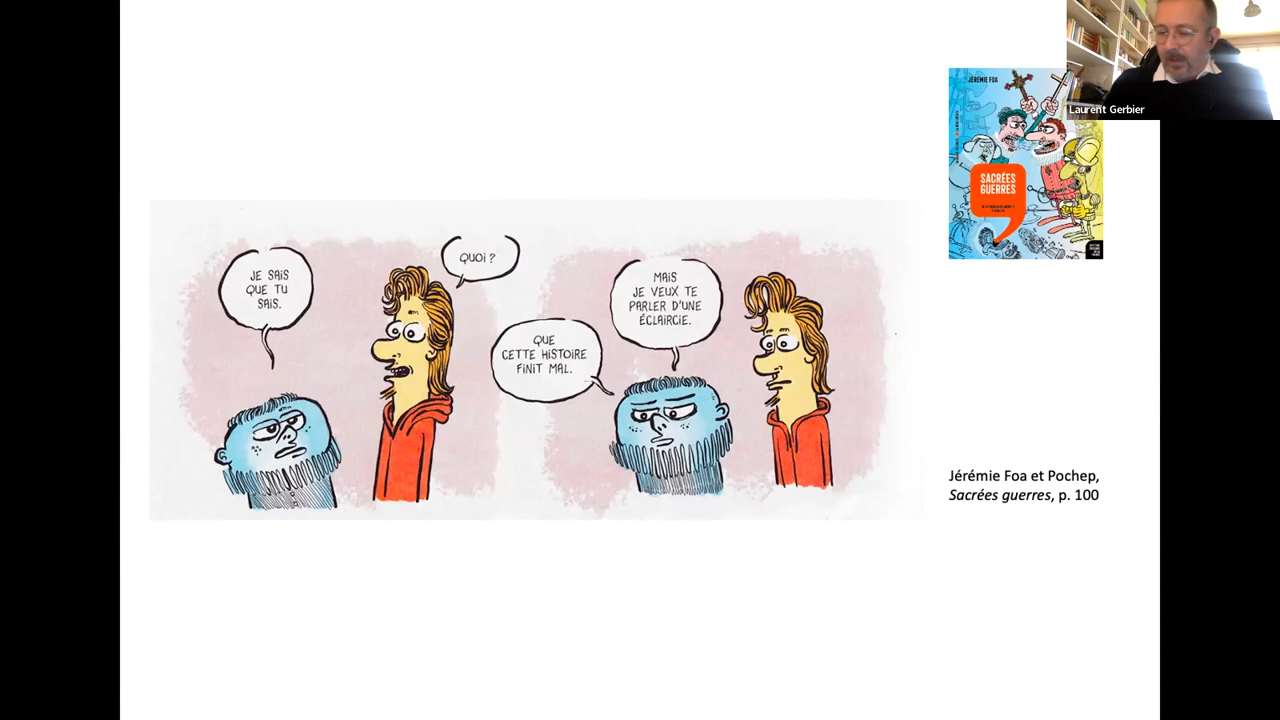 JE SAIS
QUE TU
SAIS.
QUOI ?
QUE
CETTE HISTOIRE
FINIT MAL.
MAIS
JE VEUX TE
PARLER D'UNE
ÉCLAIRCIE.
Laurent Gerbier
JÉRÉMIE FOA
SACRÉES
GUERRES
Jérémie Foa et Pochep,
Sacrées guerres, p. 100